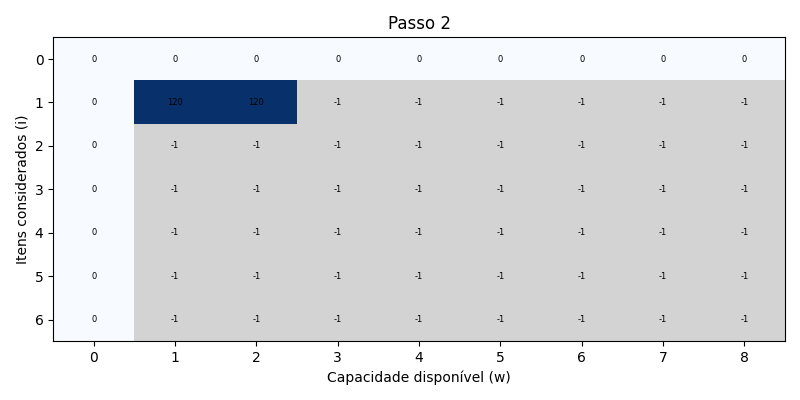 Passo 2
0 0 0 0 0 0 0 0 0 0
1 0 120 120 -1 -1 -1 -1 -1 -1
2 0 -1 -1 -1 -1 -1 -1 -1 -1
3 0 -1 -1 -1 -1 -1 -1 -1 -1
4 0 -1 -1 -1 -1 -1 -1 -1 -1
5 0 -1 -1 -1 -1 -1 -1 -1 -1
6 0 -1 -1 -1 -1 -1 -1 -1 -1
Itens considerados (i)
0 1 2 3 4 5 6 7 8
Capacidade disponível (w)